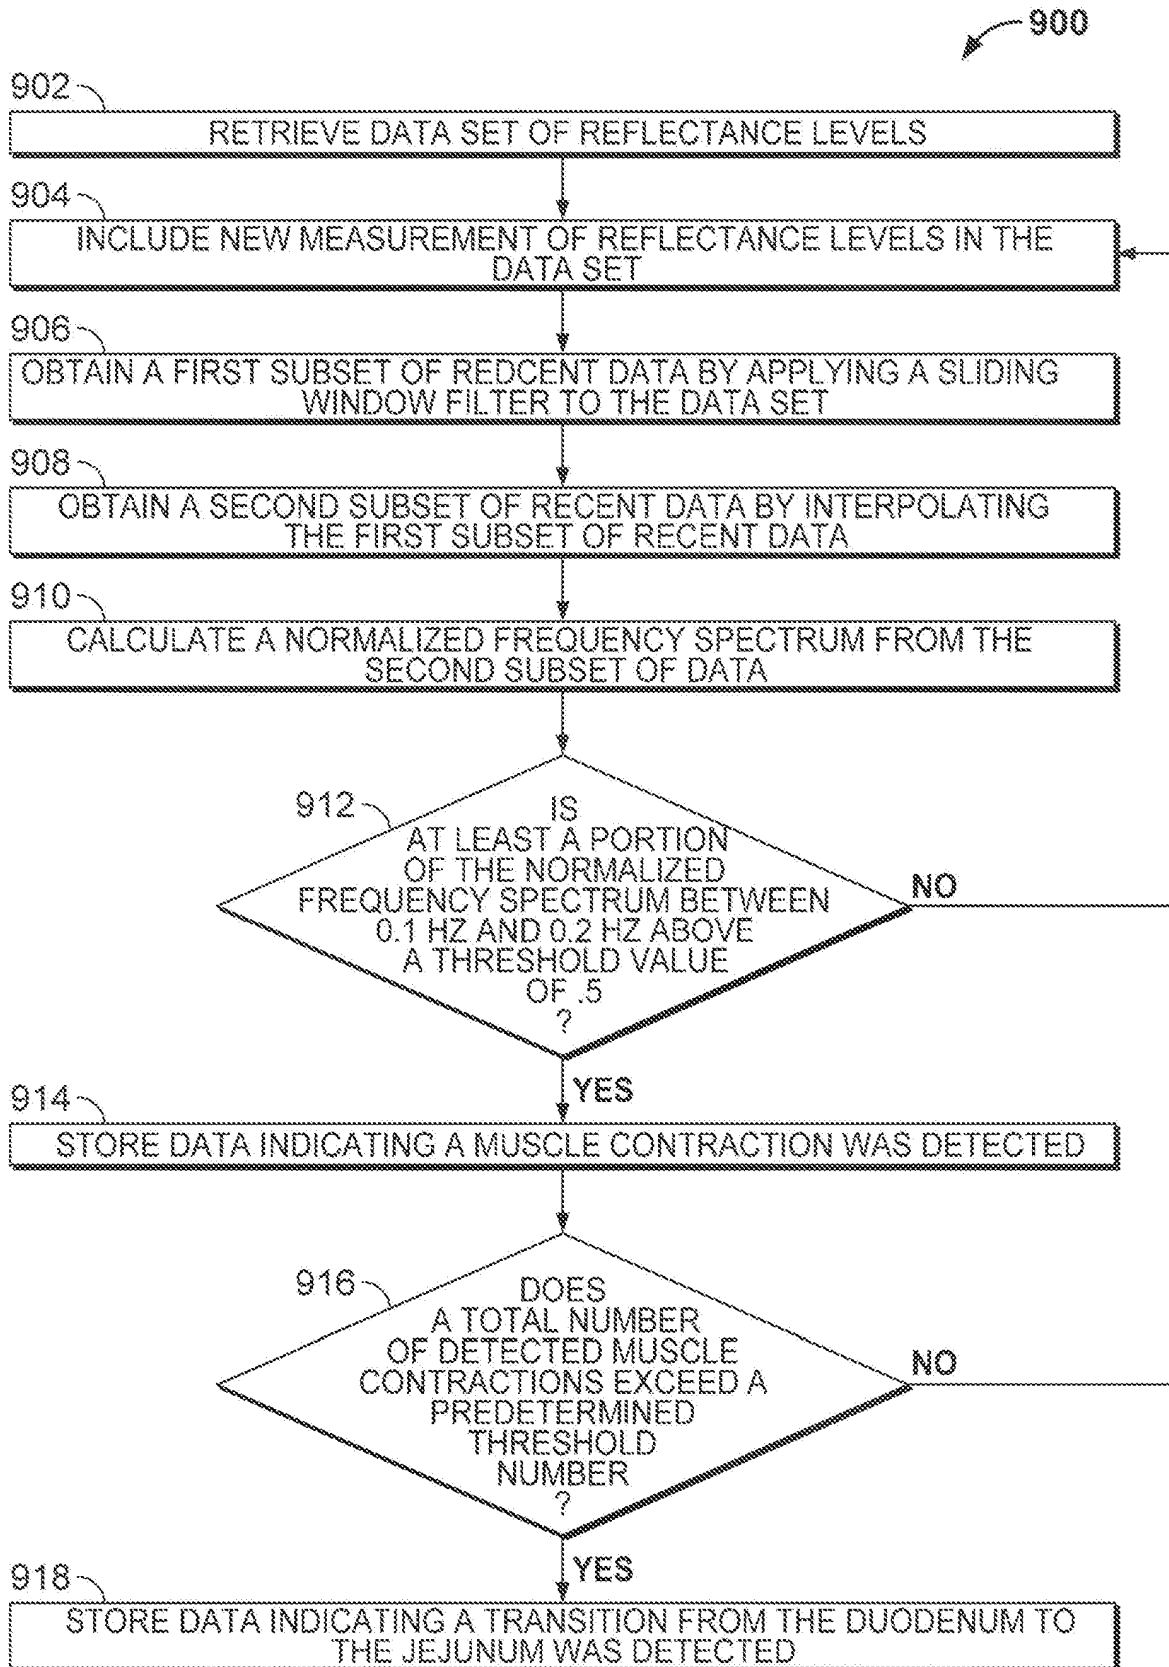 900
902
RETRIEVE DATA SET OF REFLECTANCE LEVELS
904
INCLUDE NEW MEASUREMENT OF REFLECTANCE LEVELS IN THE
DATA SET
906
OBTAIN A FIRST SUBSET OF REDCENT DATA BY APPLYING A SLIDING
WINDOW FILTER TO THE DATA SET
908
OBTAIN A SECOND SUBSET OF RECENT DATA BY INTERPOLATING
THE FIRST SUBSET OF RECENT DATA
910
CALCULATE A NORMALIZED FREQUENCY SPECTRUM FROM THE
SECOND SUBSET OF DATA
912
IS
AT LEAST A PORTION
OF THE NORMALIZED
FREQUENCY SPECTRUM BETWEEN
0.1 HZ AND 0.2 HZ ABOVE
A THRESHOLD VALUE
OF .5
?
NO
YES
914
STORE DATA INDICATING A MUSCLE CONTRACTION WAS DETECTED
916
DOES
A TOTAL NUMBER
OF DETECTED MUSCLE
CONTRACTIONS EXCEED A
PREDETERMINED
THRESHOLD
NUMBER
?
NO
YES
918
STORE DATA INDICATING A TRANSITION FROM THE DUODENUM TO
THE JEJUNUM WAS DETECTED